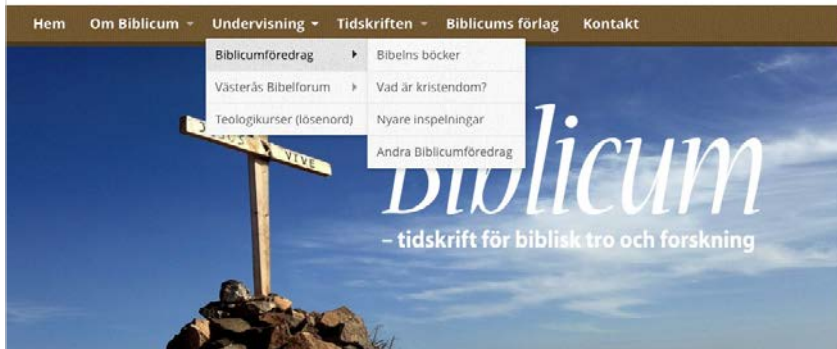 Hem Om Biblicum Undervisning Tidskriften Biblicums förlag Kontakt
Biblicumföredrag
Västerås Bibelforum
Teologikurser (lösenord)
Bibelns böcker
Vad är kristendom?
Nyare inspelningar
Andra Biblicumföredrag
JESUS
VIVE
Biblicum
– tidskrift för biblisk tro och forskning